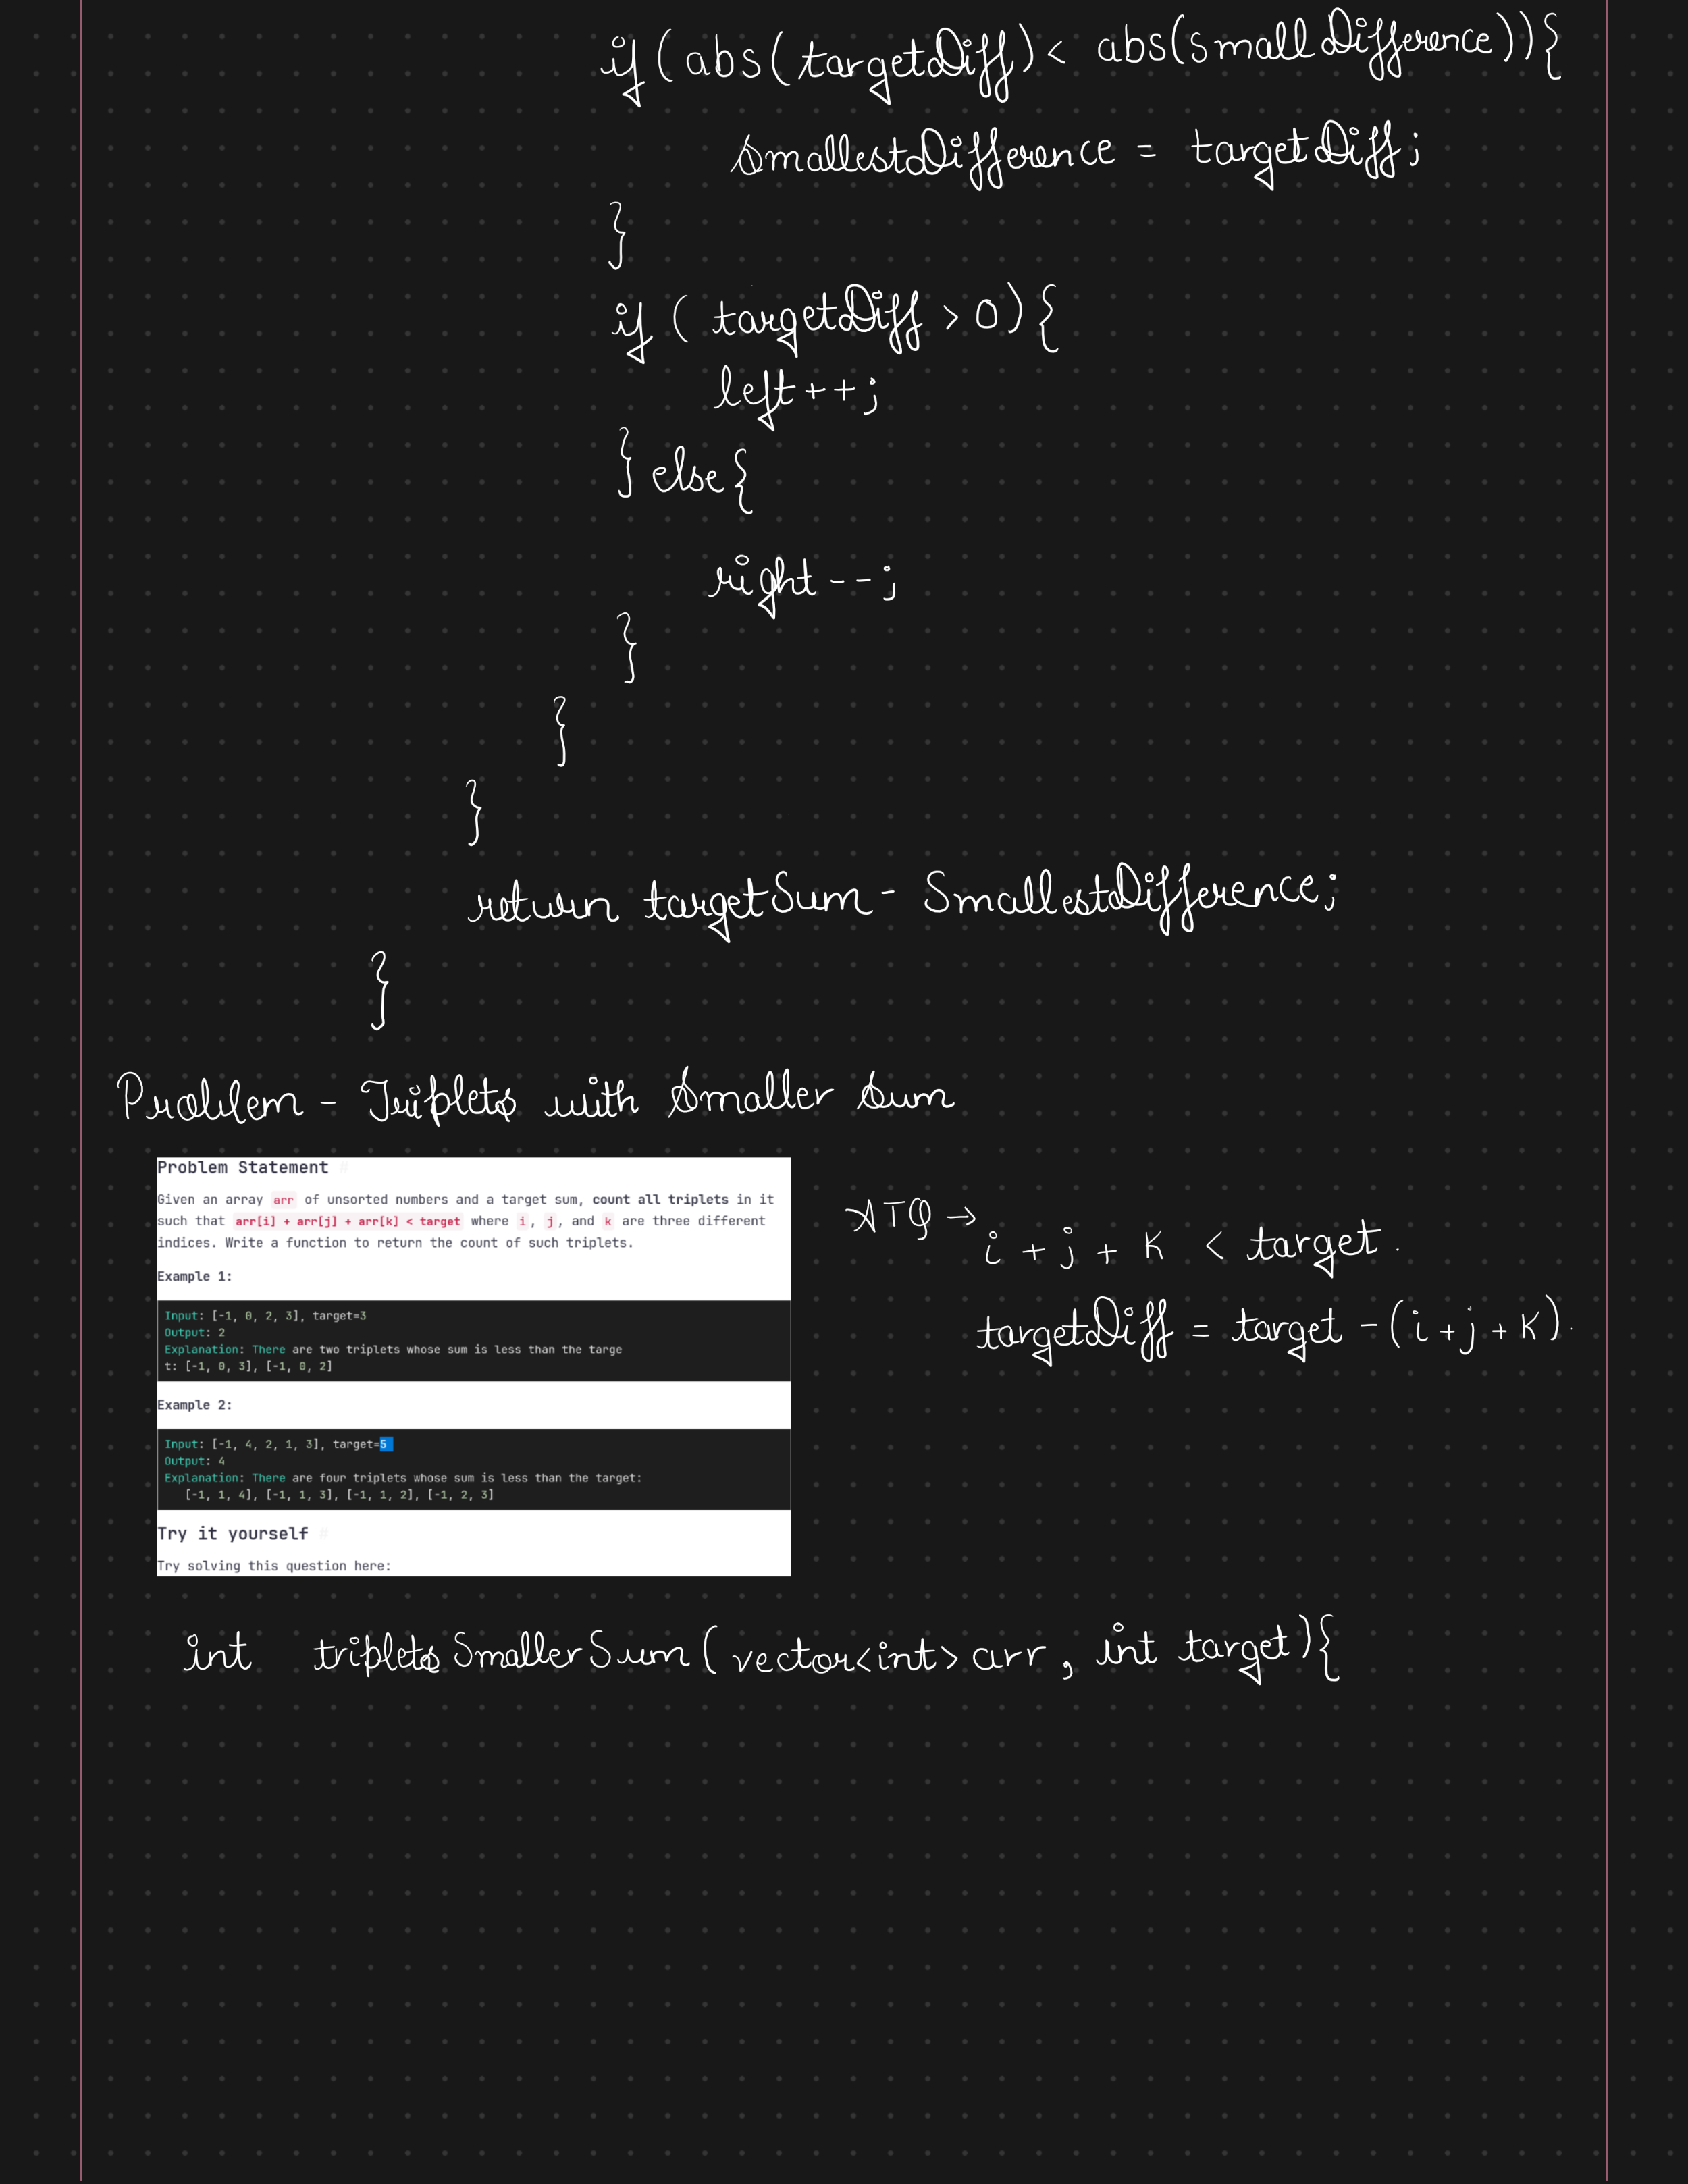 if (abs(targetDiff) < abs(smallDifference)){
smallestDifference = targetDiff;
}
if ( targetDiff > 0) {
left++;
} else {
right--;
}
}
}
return targetSum - SmallestDifference;
}
Problem - Triplets with Smaller Sum
Problem Statement #
Given an array arr of unsorted numbers and a target sum, count all triplets in it
such that arr[i] + arr[j] + arr[k] < target where i, j, and k are three different
indices. Write a function to return the count of such triplets.
Example 1:
Input: [-1, 0, 2, 3], target=3
Output: 2
Explanation: There are two triplets whose sum is less than the targe
t: [-1, 0, 3], [-1, 0, 2]
Example 2:
Input: [-1, 4, 2, 1, 3], target=5
Output: 4
Explanation: There are four triplets whose sum is less than the target:
[-1, 1, 4], [-1, 1, 3], [-1, 1, 2], [-1, 2, 3]
Try it yourself #
Try solving this question here:
ATQ →
i + j + K < target.
targetDiff = target - (i + j + K).
int tripletsSmallerSum ( vector<int> arr, int target){